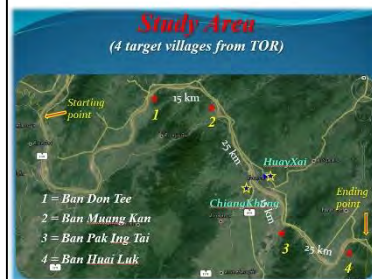 Study Area
(4 target villages from TOR)
Starting
point
15 km
1
2
25 km
HuayXai
ChiangKhong
Ending
point
1 = Ban Don Tee
2 = Ban Muang Kan
3 = Ban Pak Ing Tai
4 = Ban Huai Luk
3
25 km
4